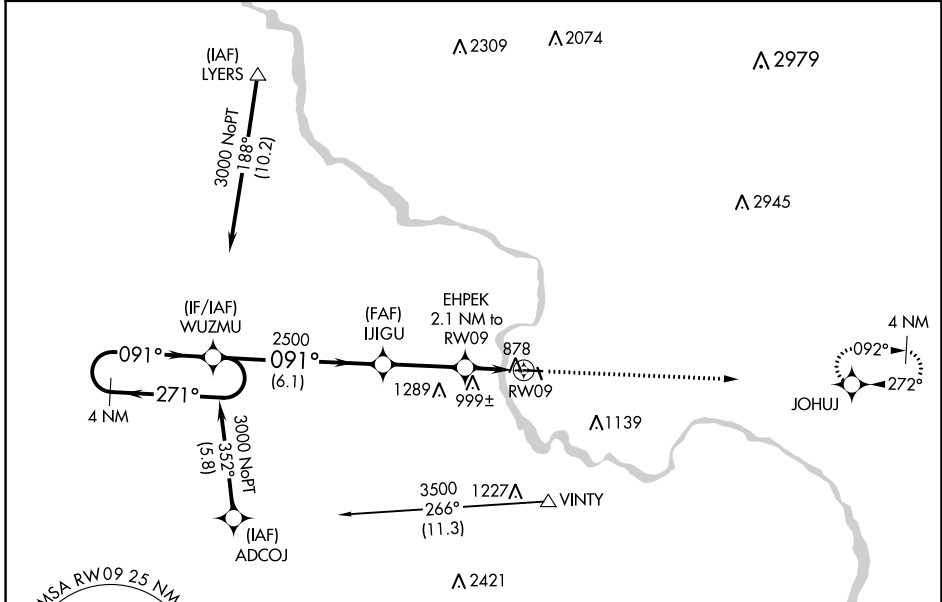 2309
2074
2979
(IAF)
LYERS
3000 NoPT
188°
(10.2)
2945
(IF/IAF)
WUZMU
(FAF)
IJIGU
EHPEK
2.1 NM to
RW09
4 NM
091°
2500
091°
(6.1)
878
092°
271°
1289
999±
RW09
272°
4 NM
JOHUJ
3000 NoPT
352°
(5.8)
1139
3500
266°
(11.3)
1227
VINTY
(IAF)
ADCOJ
MSA RW09 25 NM
2421